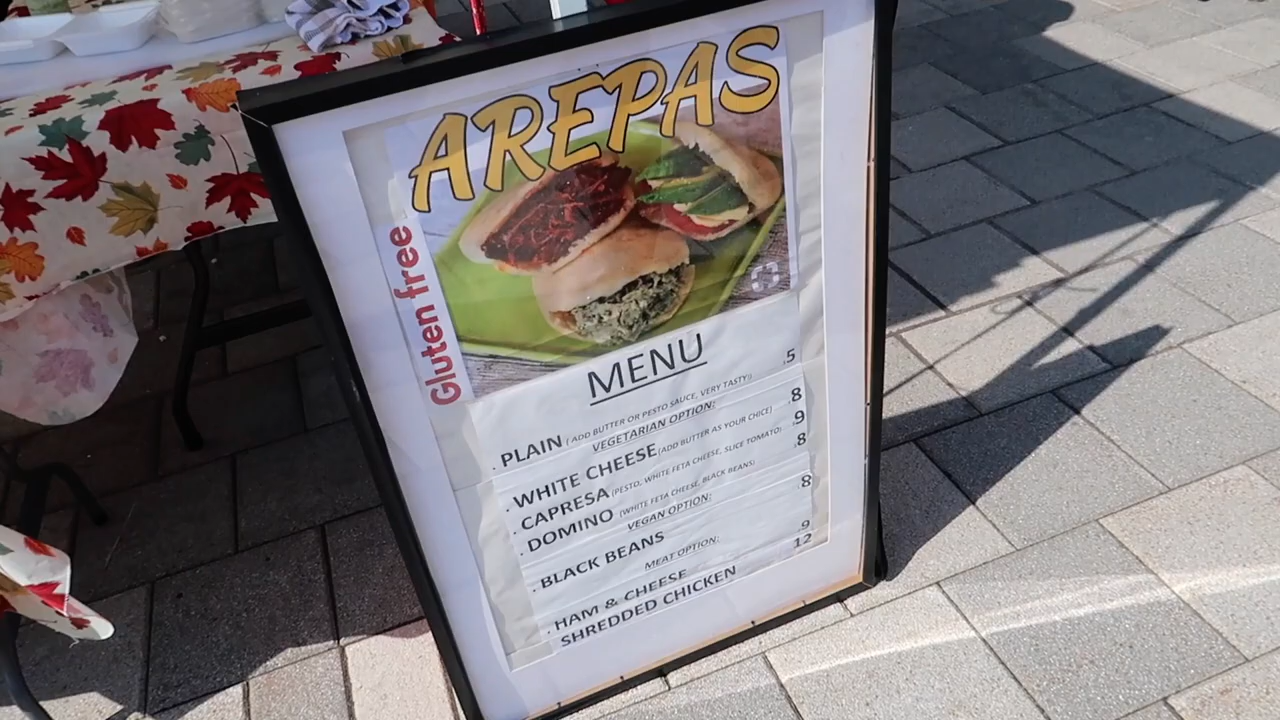 AREPAS
Gluten free
MENU
. PLAIN ( ADD BUTTER OR PESTO SAUCE, VERY TASTY!) .5
VEGETARIAN OPTION:
. WHITE CHEESE (ADD BUTTER AS YOUR CHICE) .8
. CAPRESA (PESTO, WHITE FETA CHEESE, SLICE TOMATO) .9
. DOMINO (WHITE FETA CHEESE, BLACK BEANS) .8
VEGAN OPTION:
. BLACK BEANS 8
MEAT OPTION:
. HAM & CHEESE 9
. SHREDDED CHICKEN 12